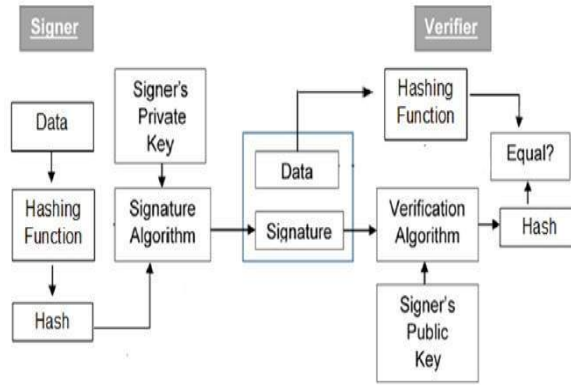 Signer
Verifier
Data
Hashing
Function
Hash
Signer's
Private
Key
Signature
Algorithm
Data
Signature
Hashing
Function
Verification
Algorithm
Signer's
Public
Key
Equal?
Hash